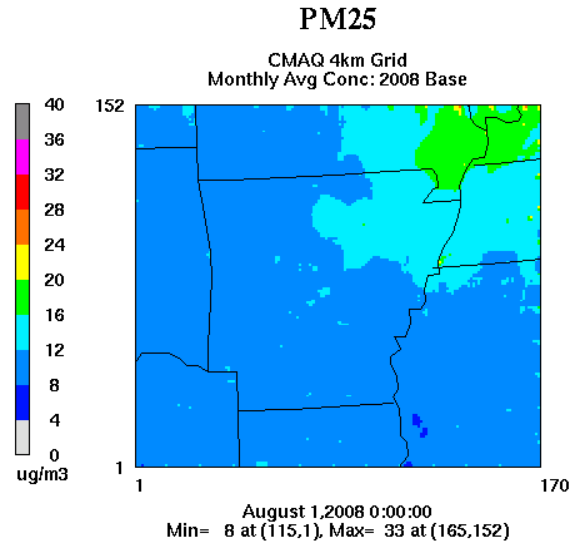 PM25
CMAQ 4km Grid
Monthly Avg Conc: 2008 Base
40
36
32
28
24
20
16
12
8
4
0
ug/m3
152
1
1
170
August 1,2008 0:00:00
Min= 8 at (115,1), Max= 33 at (165,152)